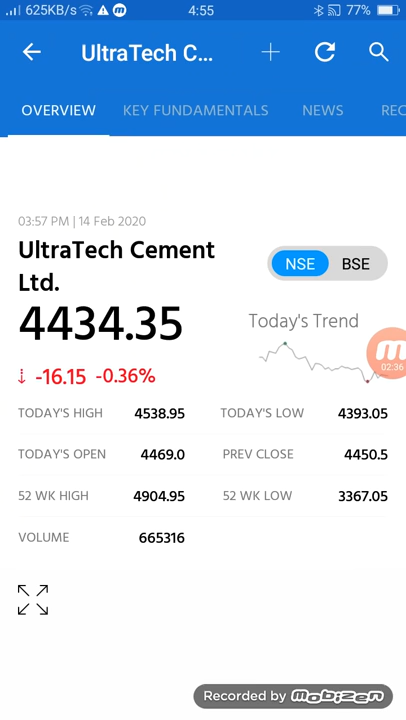 625KB/s 4:55 77%
UltraTech C...
OVERVIEW KEY FUNDAMENTALS NEWS REC
03:57 PM | 14 Feb 2020
UltraTech Cement
Ltd.
NSE BSE
4434.35
Today's Trend
-16.15 -0.36%
02:36
TODAY'S HIGH 4538.95 TODAY'S LOW 4393.05
TODAY'S OPEN 4469.0 PREV CLOSE 4450.5
52 WK HIGH 4904.95 52 WK LOW 3367.05
VOLUME 665316
Recorded by MOBIZEN